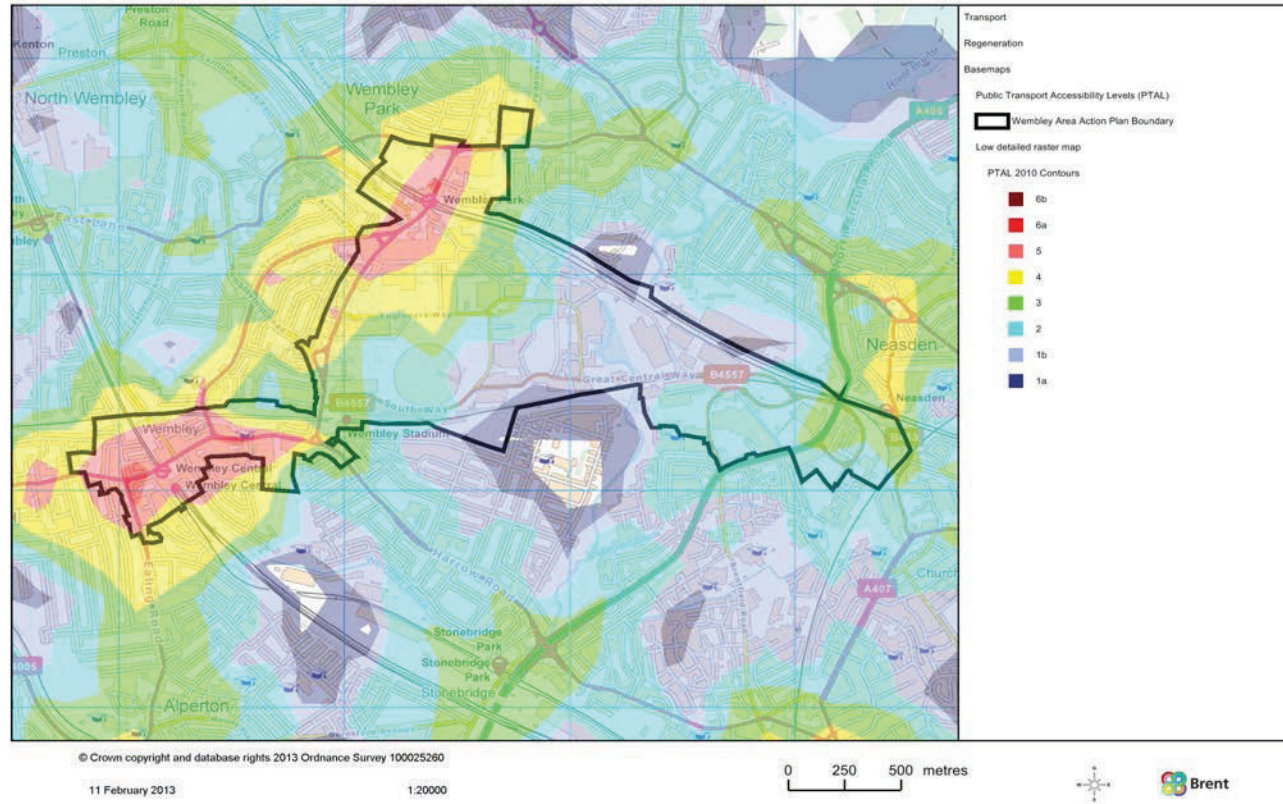 Preston
Road
Kenton
Preston
North Wembley
Wembley
Park
A406
East Lane
Wembley Park
Neasden
Great Central Way
B4557
Neasden
B4557
South Way
Wembley
Wembley Stadium
Wembley Central
Wembley Central
Harrow Road
Ealing Road
Church
A407
Stonebridge
Park
Stonebridge
Park
Stonebridge
4005
Alperton
Transport
Regeneration
Basemaps
Public Transport Accessibility Levels (PTAL)
Wembley Area Action Plan Boundary
Low detailed raster map
PTAL 2010 Contours
6b
6a
5
4
3
2
1b
1a
© Crown copyright and database rights 2013 Ordnance Survey 100025260
11 February 2013
1:20000
0 250 500 metres
Brent